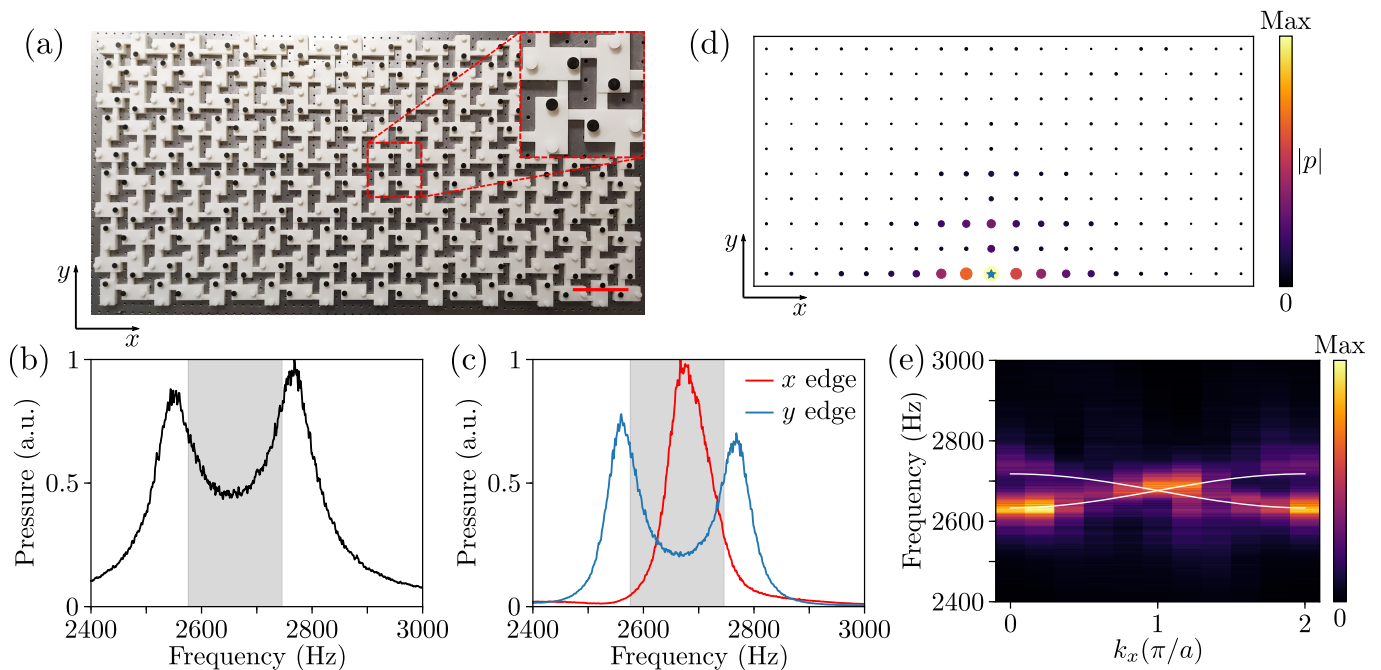 (a)
y
x
(d)
y
x
Max
|p|
0
(b)
Pressure (a.u.)
1
0.5
0
2400 2600 2800 3000
Frequency (Hz)
(c)
Pressure (a.u.)
1
0.5
0
x edge
y edge
2400 2600 2800 3000
Frequency (Hz)
(e)
Frequency (Hz)
3000
2800
2600
2400
0 1 2
k_x(π/a)
Max
0